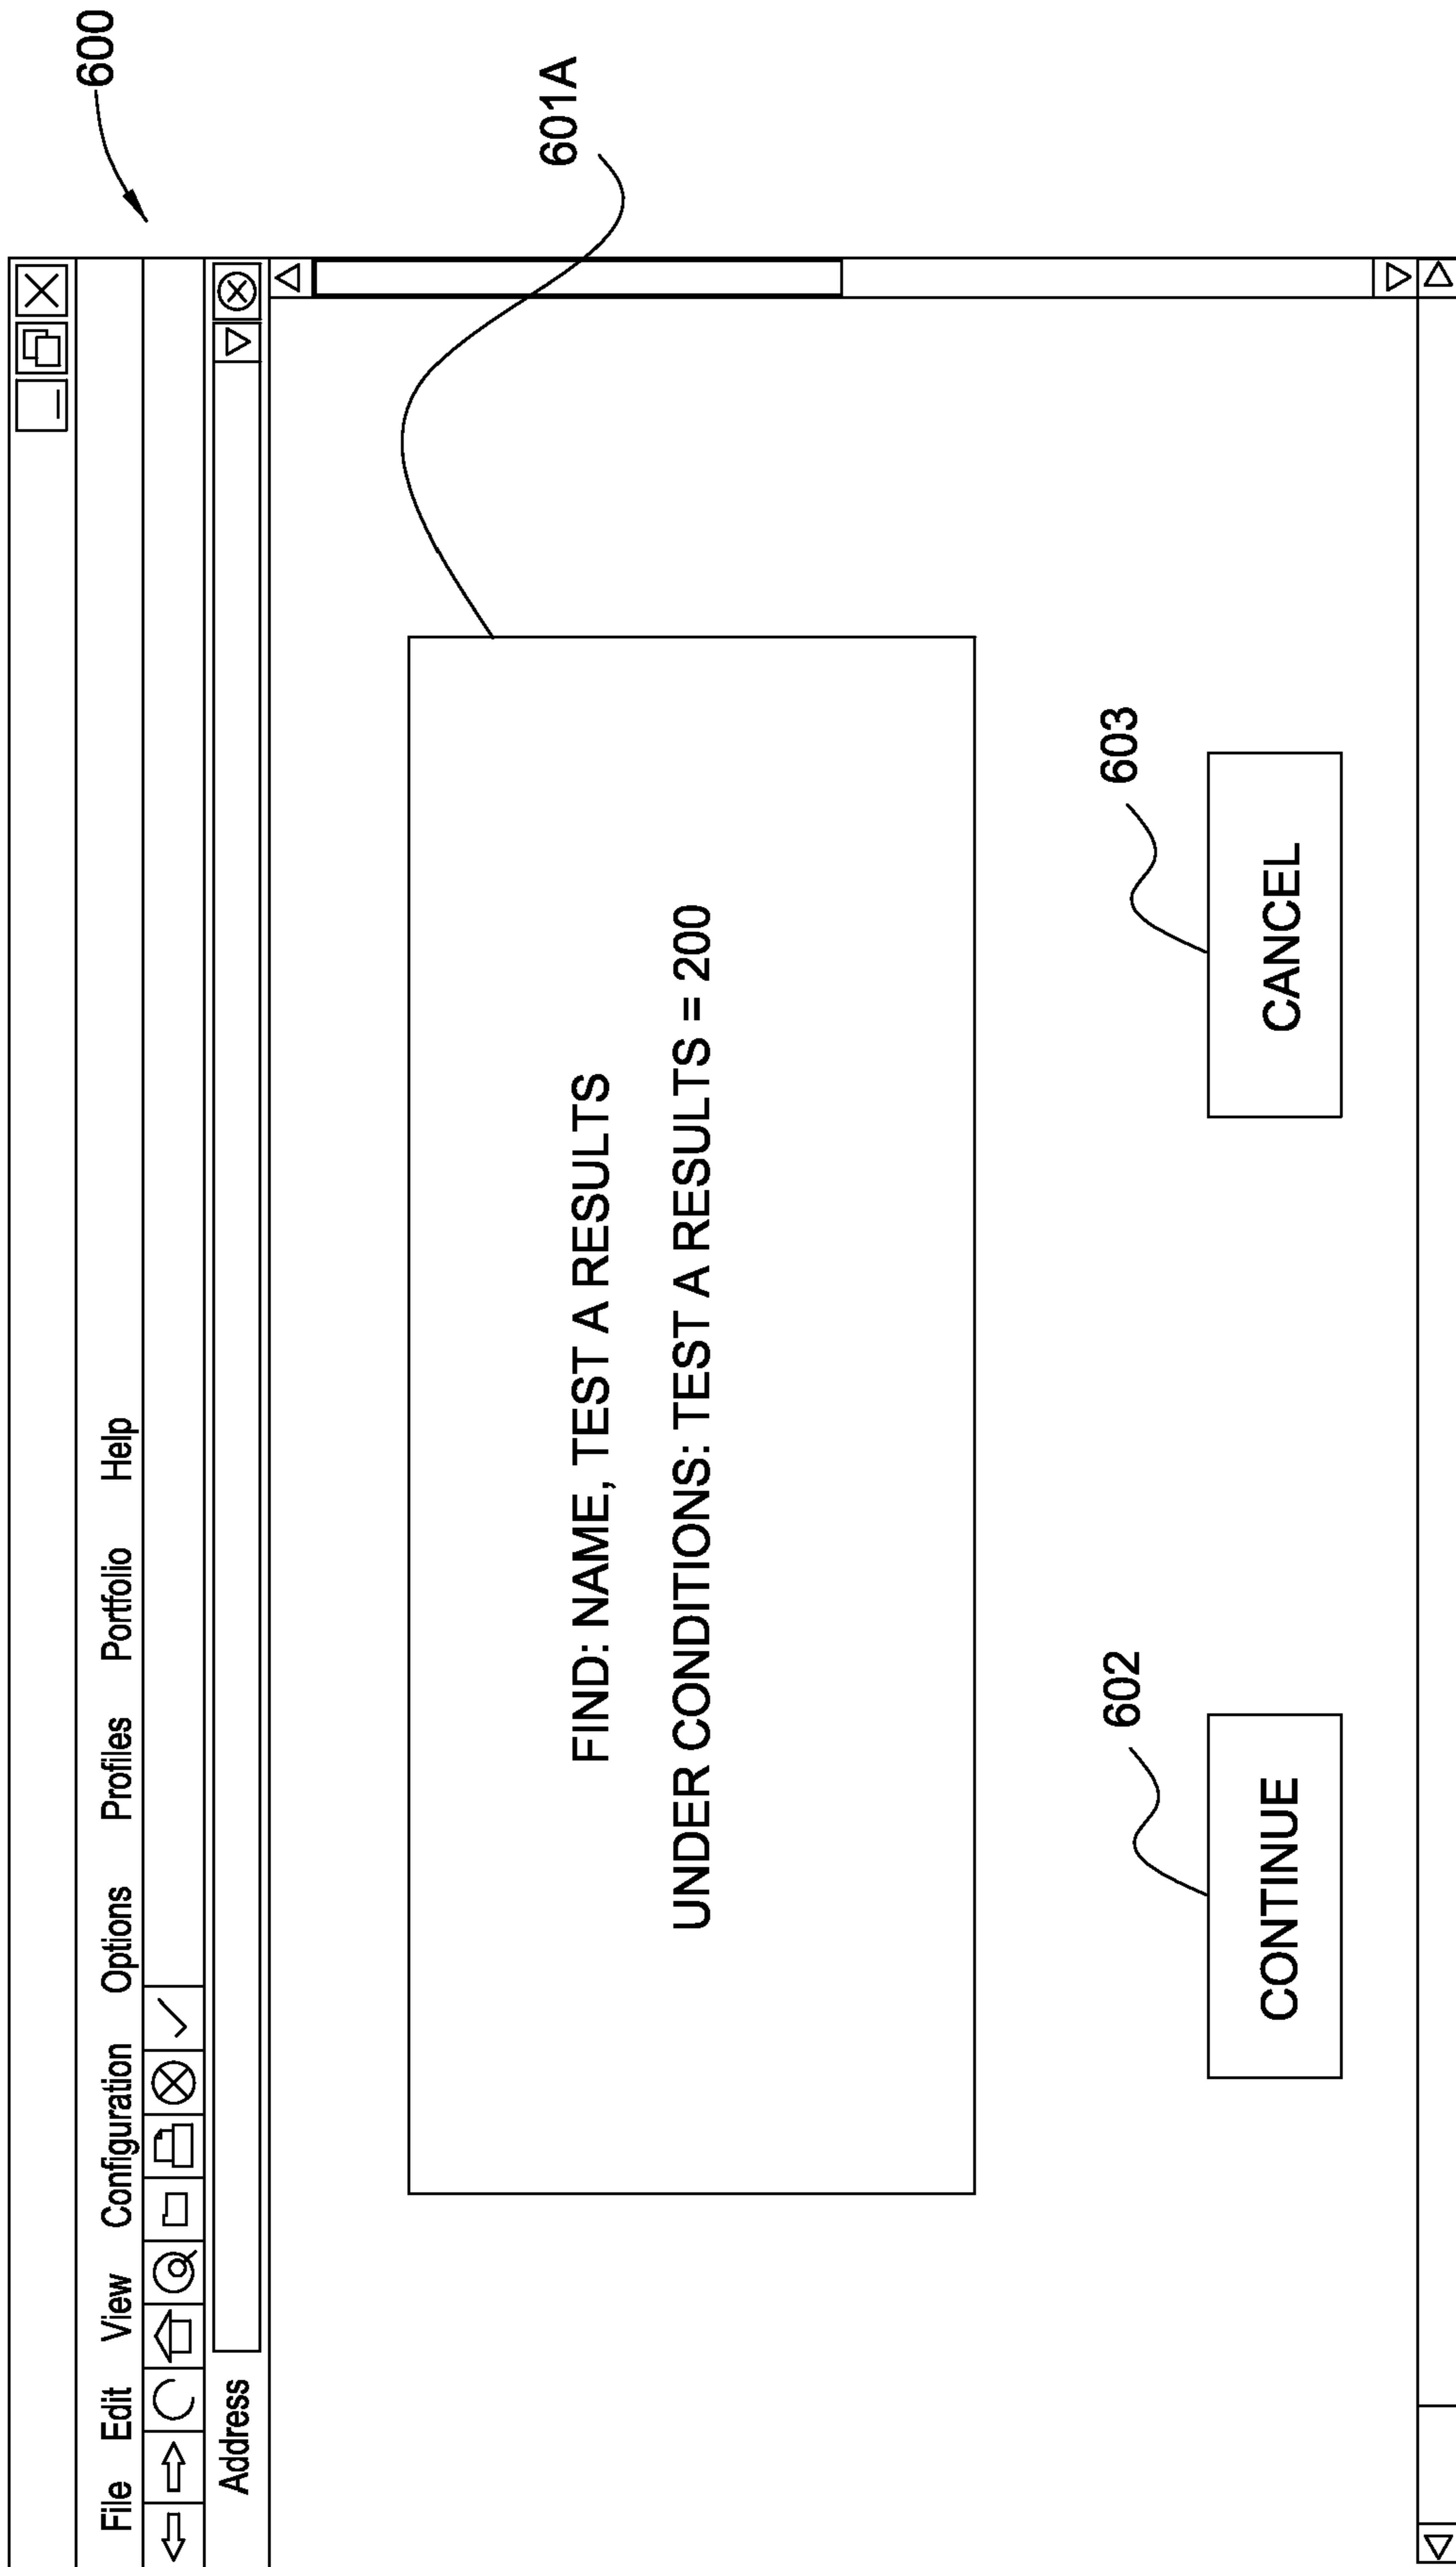 600
File Edit View Configuration Options Profiles Portfolio Help
Address
601A
FIND: NAME, TEST A RESULTS
UNDER CONDITIONS: TEST A RESULTS = 200
602
603
CONTINUE
CANCEL